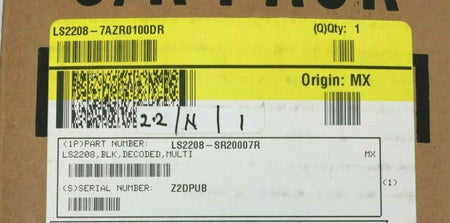 LS2208-7AZR0100DR
(Q)Qty: 1
Origin: MX
22/N/1
(1P)PART NUMBER: LS2208-SR20007R
LS2208,BLK,DECODED,MULTI MX
(1)
(S)SERIAL NUMBER: Z2DPUB